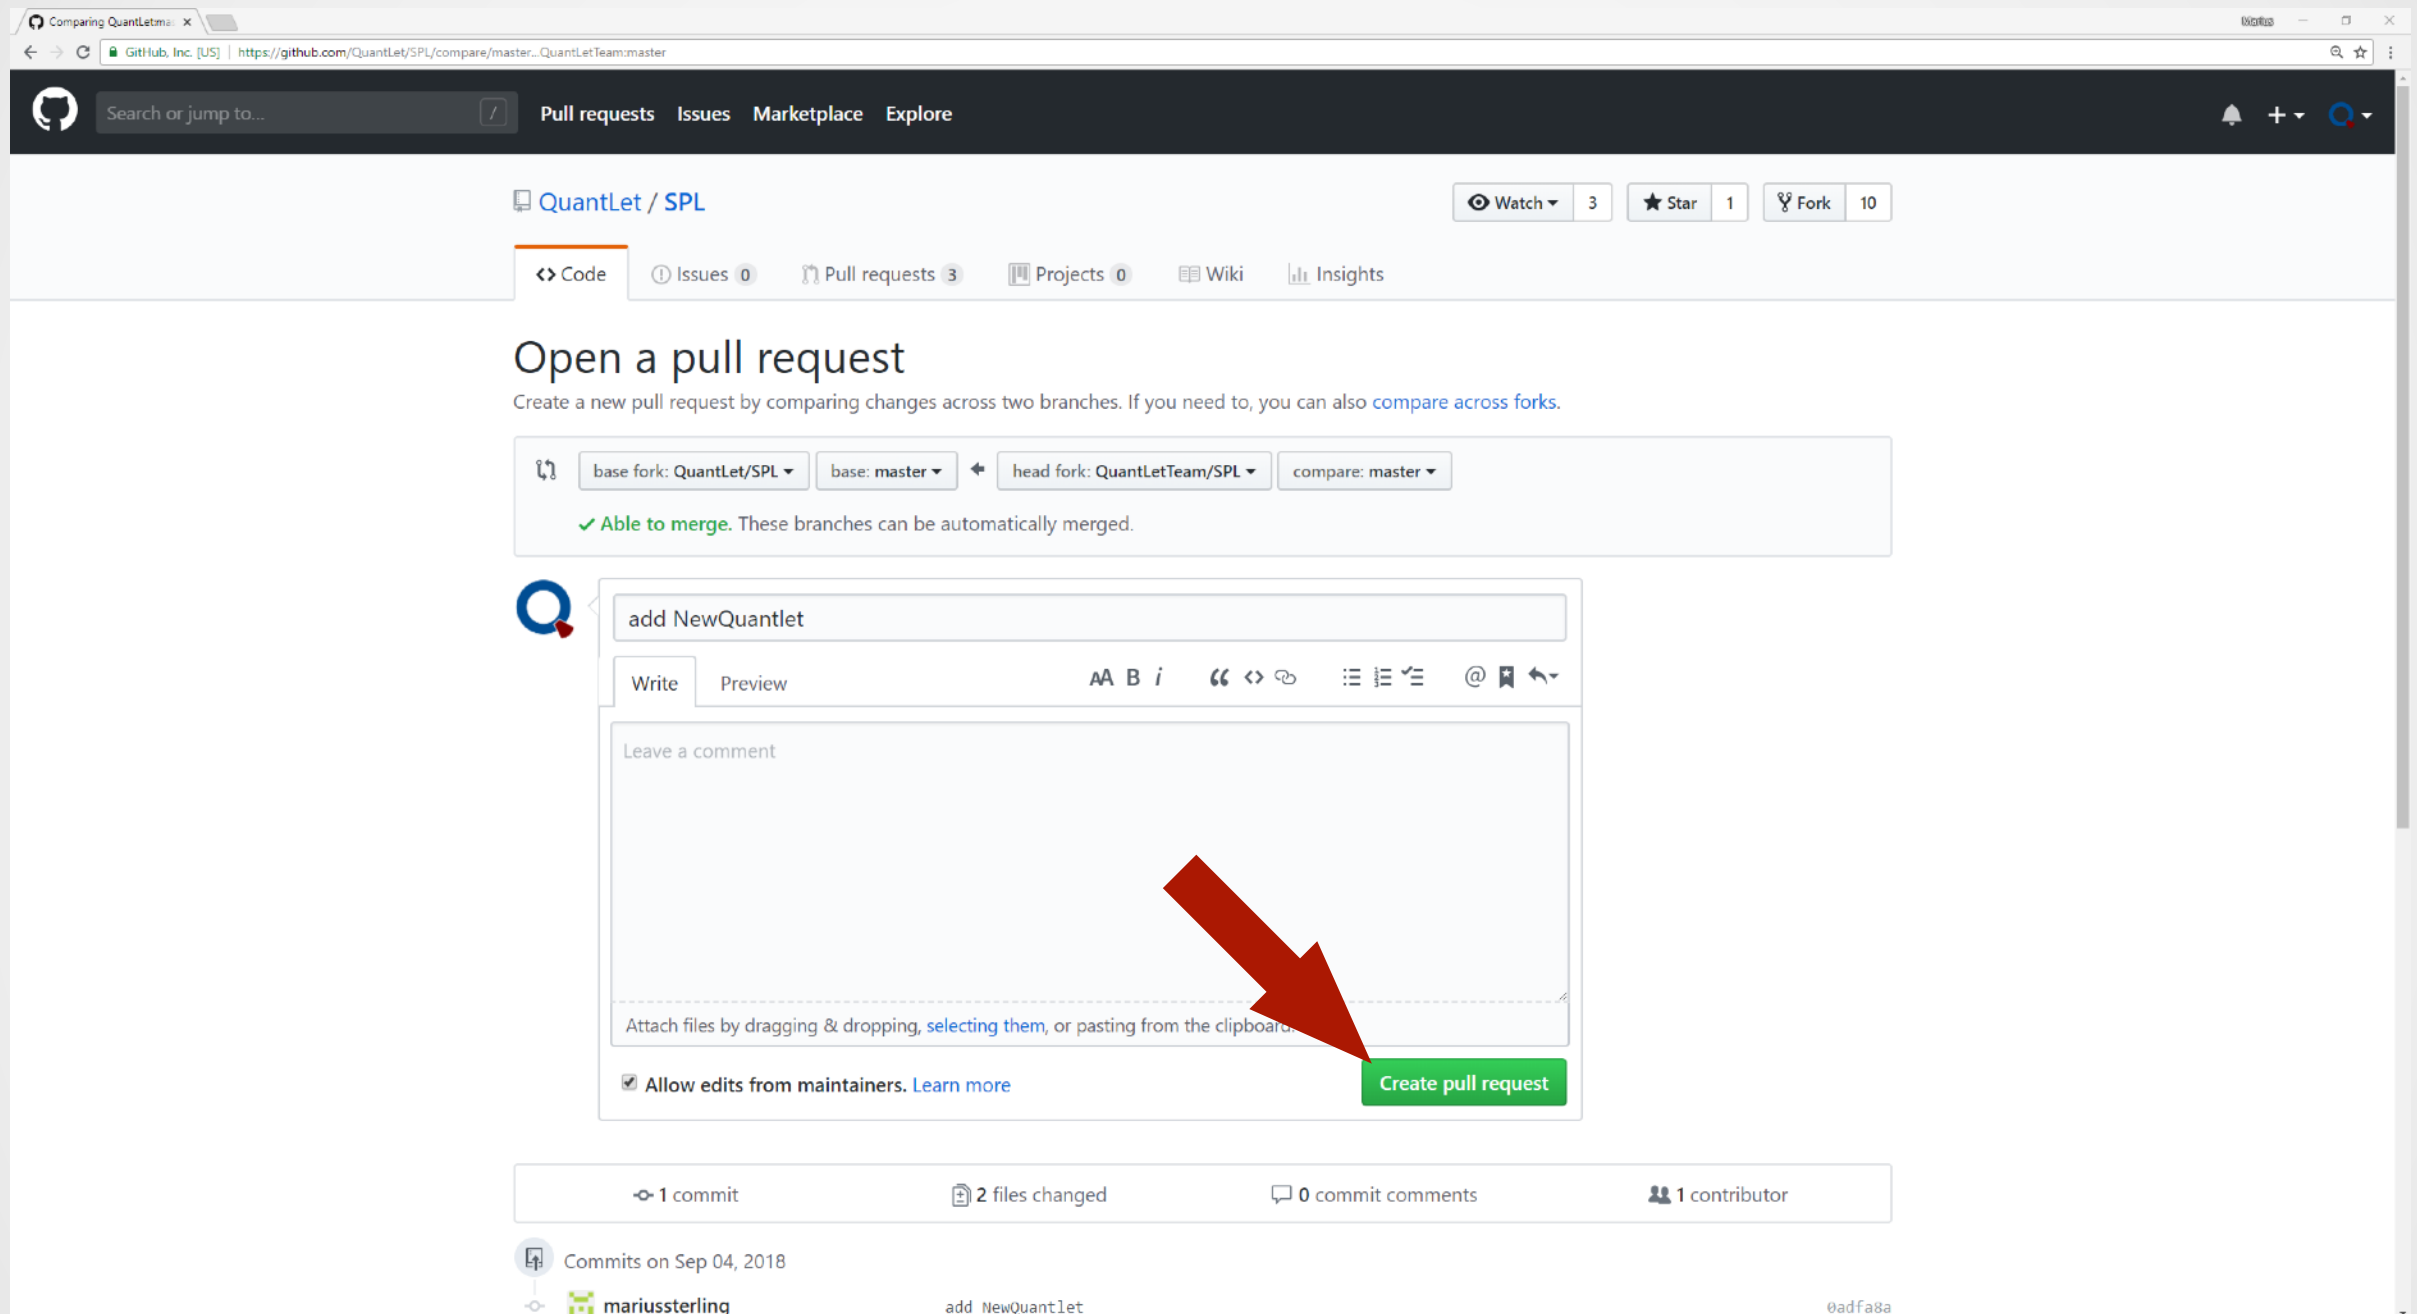 Comparing QuantLet:ma
GitHub, Inc. [US] | https://github.com/QuantLet/SPL/compare/master...QuantLetTeam:master
Search or jump to... /
Pull requests Issues Marketplace Explore
QuantLet / SPL
Watch 3 Star 1 Fork 10
Code Issues 0 Pull requests 3 Projects 0 Wiki Insights
Open a pull request
Create a new pull request by comparing changes across two branches. If you need to, you can also compare across forks.
base fork: QuantLet/SPL base: master head fork: QuantLetTeam/SPL compare: master
Able to merge. These branches can be automatically merged.
add NewQuantlet
Write Preview
Leave a comment
Attach files by dragging & dropping, selecting them, or pasting from the clipboard.
Allow edits from maintainers. Learn more
Create pull request
1 commit 2 files changed 0 commit comments 1 contributor
Commits on Sep 04, 2018
mariussterling add NewQuantlet 0adfa8a